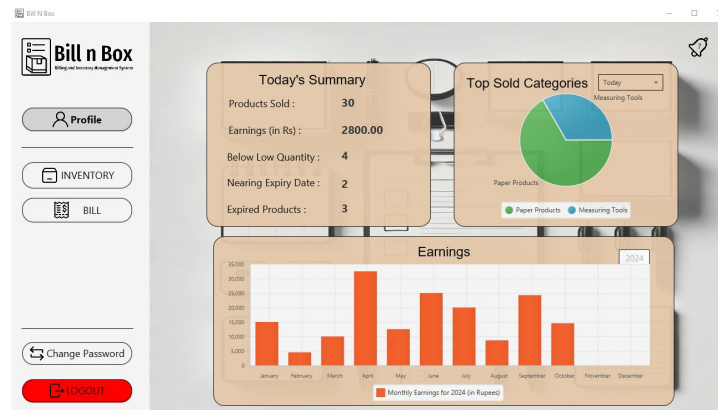 Bill N Box
Bill n Box
Billing and Inventory Management System
Profile
INVENTORY
BILL
Change Password
LOGOUT
Today's Summary
Products Sold : 30
Earnings (in Rs) : 2800.00
Below Low Quantity : 4
Nearing Expiry Date : 2
Expired Products : 3
Top Sold Categories
Today
Measuring Tools
Paper Products
Paper Products Measuring Tools
Earnings
2024
35,000
30,000
25,000
20,000
15,000
10,000
5,000
0
January February March April May June July August September October November December
Monthly Earnings for 2024 (in Rupees)